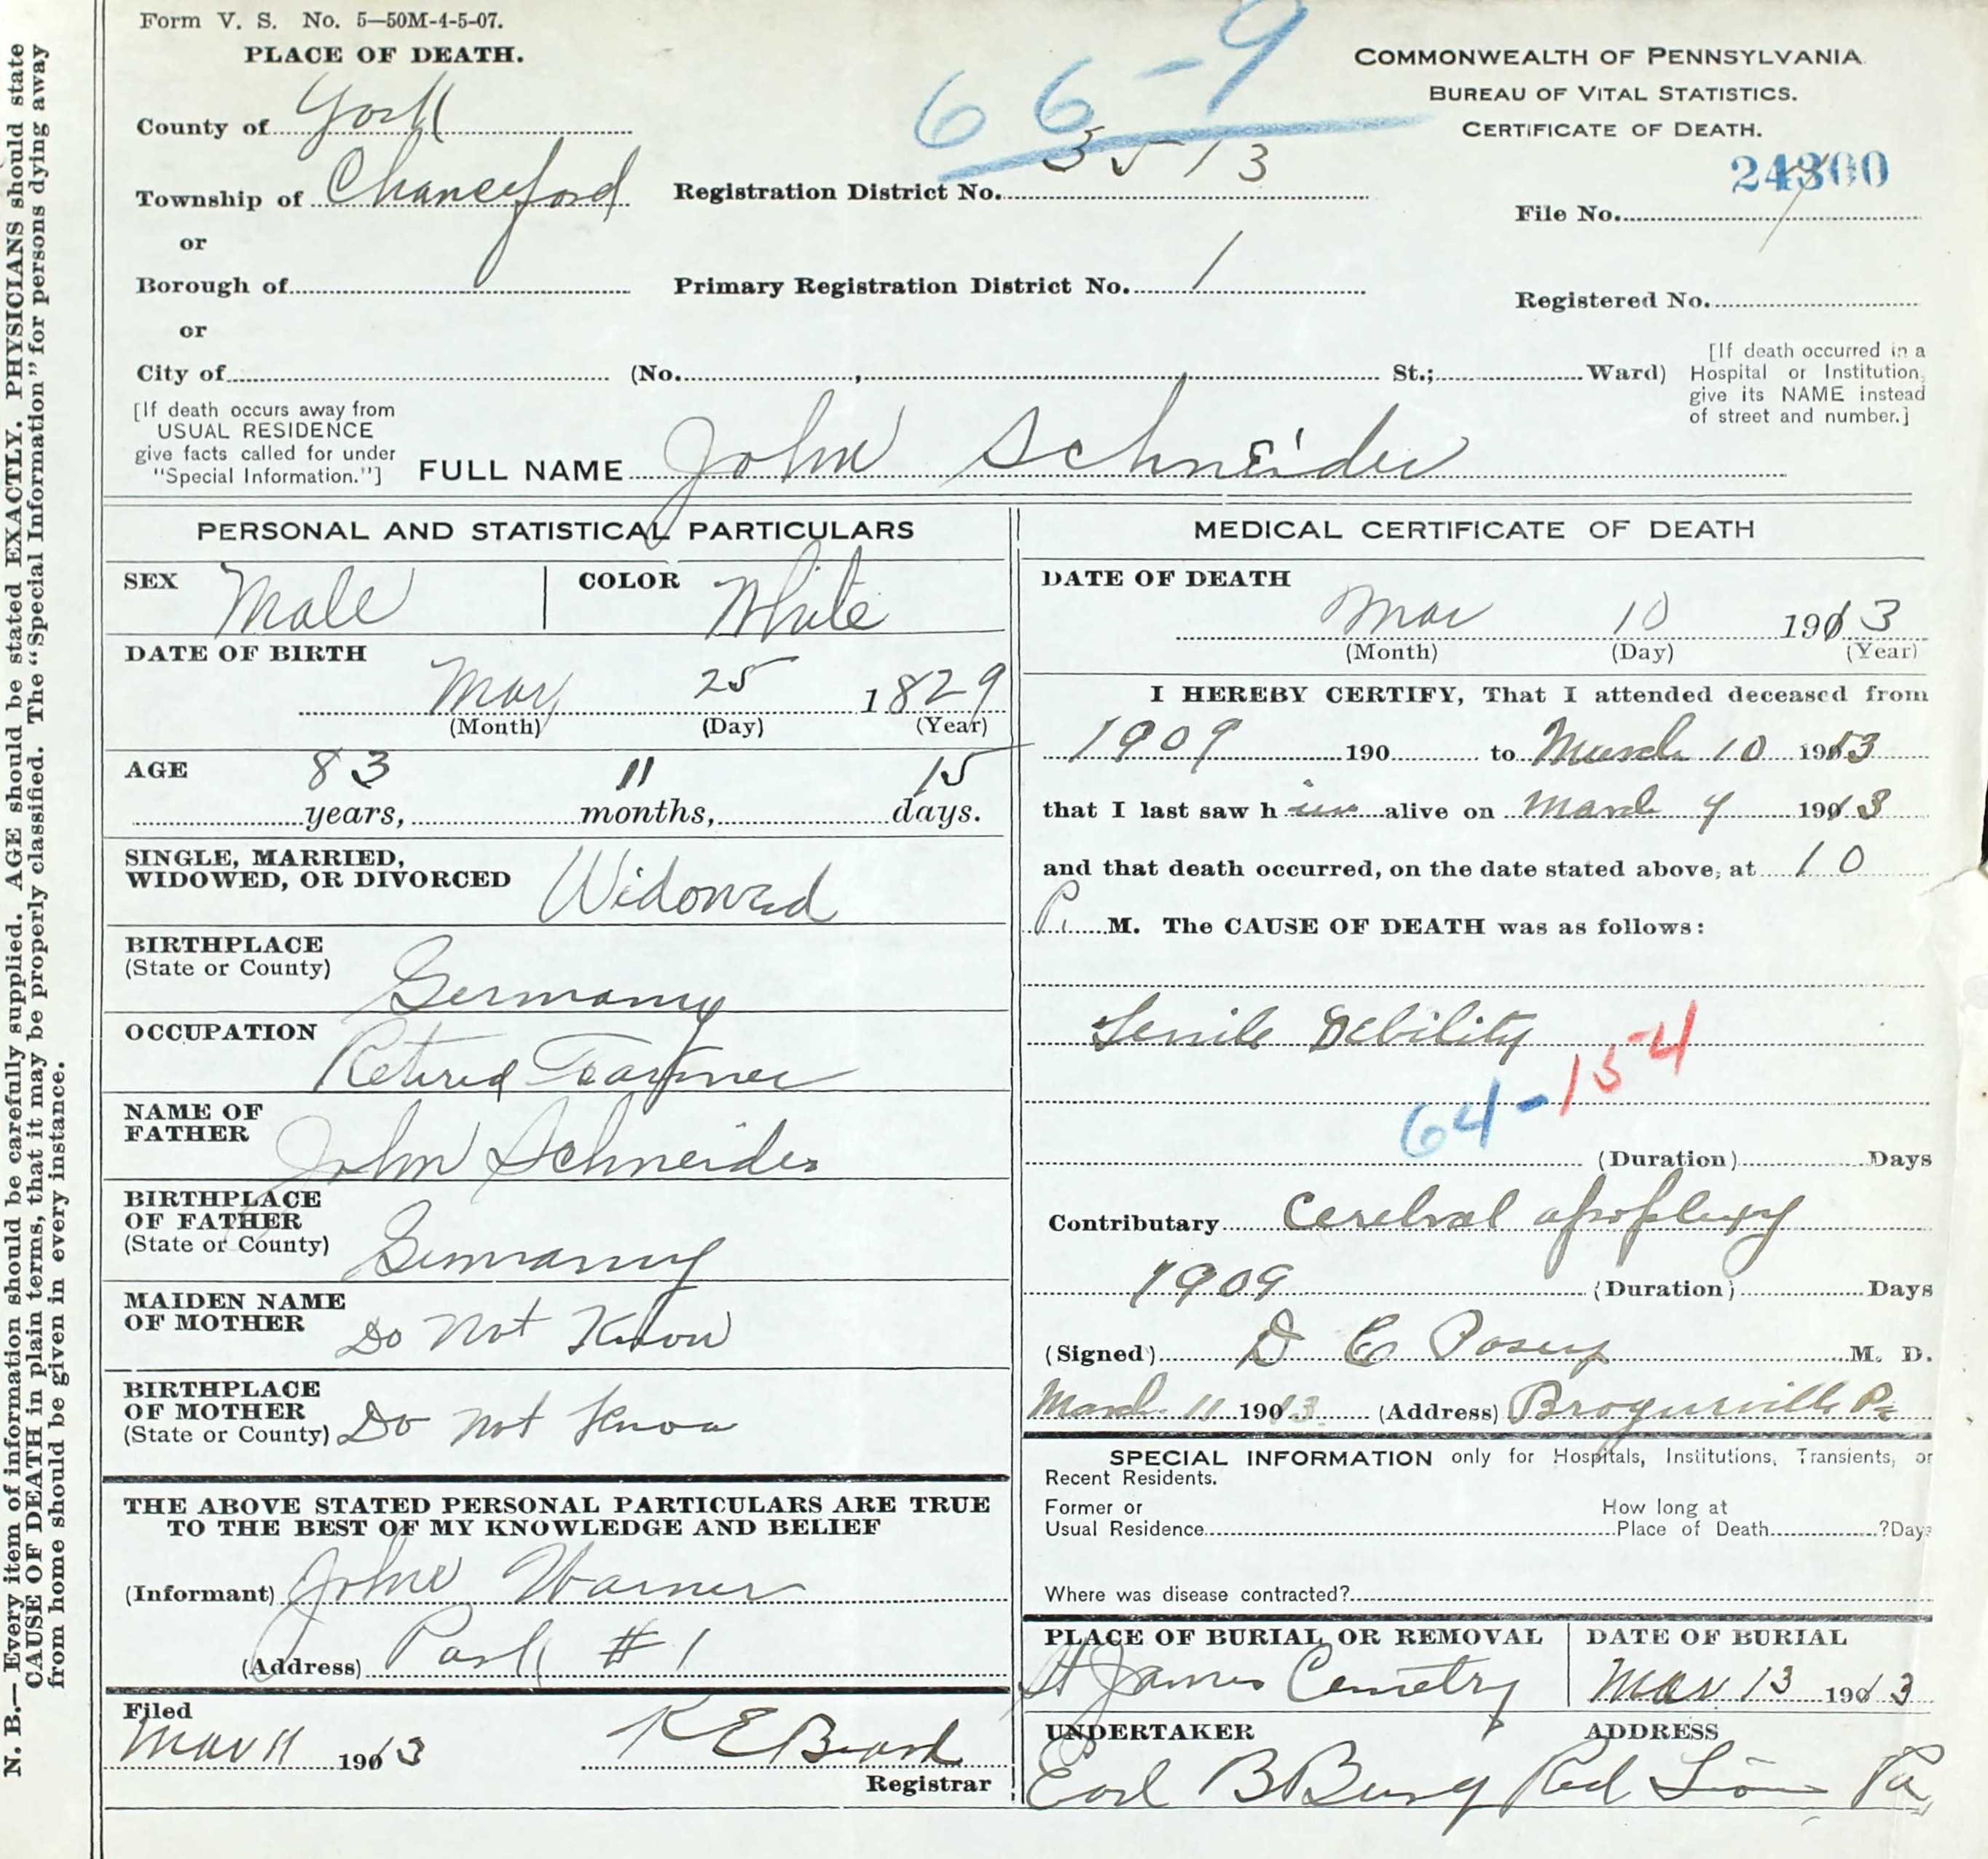 Form V. S. No. 5—50M-4-5-07.
PLACE OF DEATH.
County of York
Township of Chanceford
or
Borough of
or
City of (No. , St.; Ward)
66-9
COMMONWEALTH OF PENNSYLVANIA
BUREAU OF VITAL STATISTICS.
CERTIFICATE OF DEATH.
Registration District No. 3513
24300
File No.
Primary Registration District No. 1
Registered No.
[If death occurred in a
Hospital or Institution,
give its NAME instead
of street and number.]
[If death occurs away from
USUAL RESIDENCE
give facts called for under
"Special Information."]
FULL NAME John Schneider
PERSONAL AND STATISTICAL PARTICULARS
SEX Male COLOR White
DATE OF BIRTH
May 25 1829
(Month) (Day) (Year)
AGE 83 11 15
years, months, days.
SINGLE, MARRIED,
WIDOWED, OR DIVORCED Widowed
BIRTHPLACE
(State or County) Germany
OCCUPATION Retired Farmer
NAME OF
FATHER John Schneider
BIRTHPLACE
OF FATHER
(State or County) Germany
MAIDEN NAME
OF MOTHER Do Not Know
BIRTHPLACE
OF MOTHER
(State or County) Do Not Know
THE ABOVE STATED PERSONAL PARTICULARS ARE TRUE
TO THE BEST OF MY KNOWLEDGE AND BELIEF
(Informant) John Warner
(Address) # 1
Filed
Mar 11 1913 K E
Registrar
MEDICAL CERTIFICATE OF DEATH
DATE OF DEATH
Mar 10 1913
(Month) (Day) (Year)
I HEREBY CERTIFY, That I attended deceased from
1909 190 to March 10 1913
that I last saw h im alive on March 9 1913
and that death occurred, on the date stated above, at 10
P. M. The CAUSE OF DEATH was as follows:
Senile Debility
64-154
(Duration) Days
Contributary Cerebral apoplexy
1909 (Duration) Days
(Signed) D C Posey M. D.
March 11 1913 (Address) Brogueville Pa
SPECIAL INFORMATION only for Hospitals, Institutions, Transients, or
Recent Residents.
Former or
Usual Residence
How long at
Place of Death ? Days
Where was disease contracted?
PLACE OF BURIAL OR REMOVAL DATE OF BURIAL
St James Cemetry Mar 13 1913
UNDERTAKER ADDRESS
Earl B Burg Red Lion Pa
N. B.—Every item of information should be carefully supplied. AGE should be stated EXACTLY. PHYSICIANS should state
CAUSE OF DEATH in plain terms, that it may be properly classified. The "Special Information" for persons dying away
from home should be given in every instance.